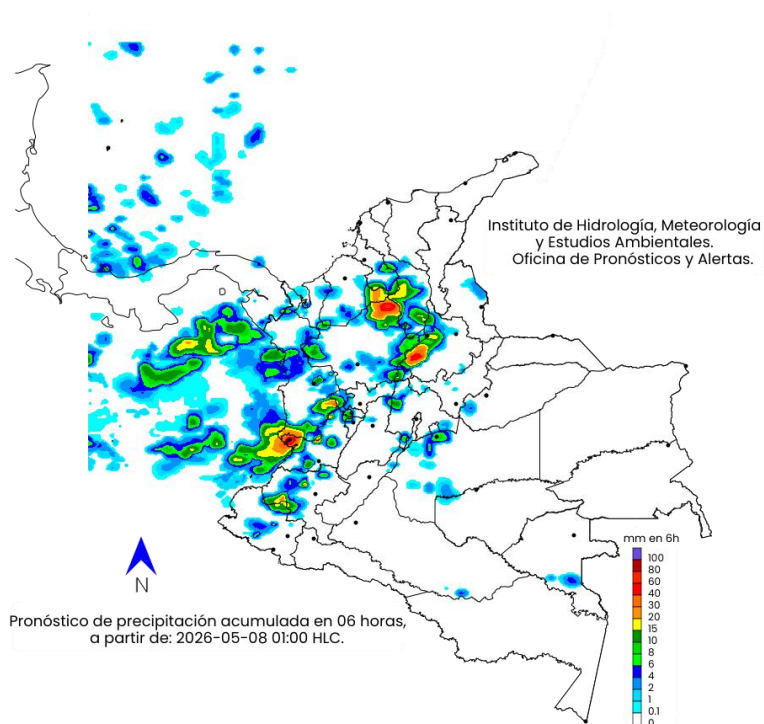 Instituto de Hidrología, Meteorología
y Estudios Ambientales.
Oficina de Pronósticos y Alertas.
N
Pronóstico de precipitación acumulada en 06 horas,
a partir de: 2026-05-08 01:00 HLC.
mm en 6h
100
80
60
40
30
20
15
10
8
6
4
2
1
0.1
0